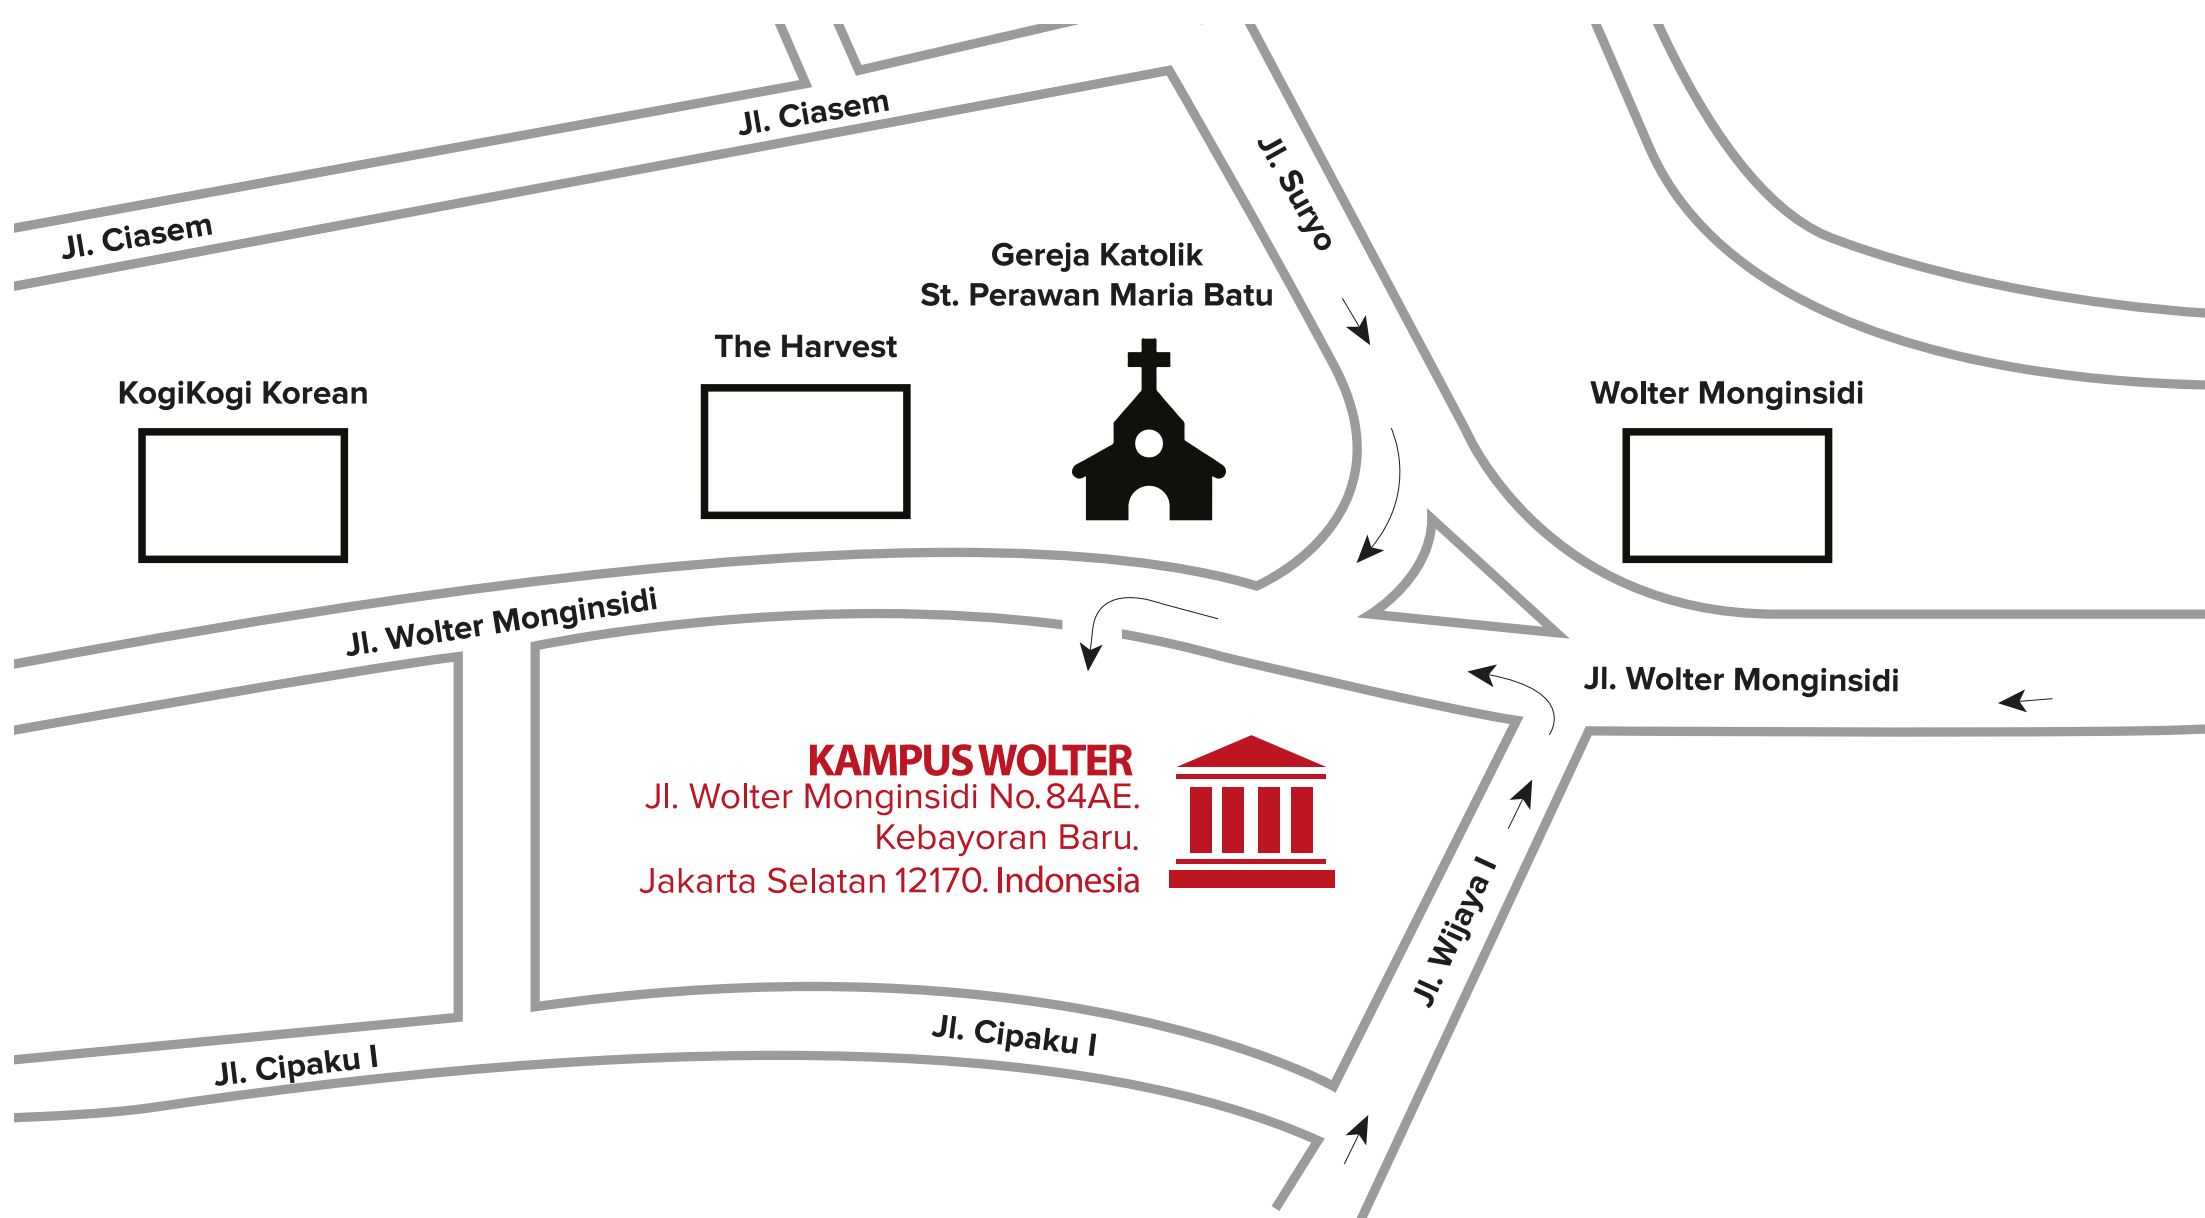 Jl. Ciasem
Jl. Ciasem
Jl. Suryo
Gereja Katolik
St. Perawan Maria Batu
The Harvest
KogiKogi Korean
Wolter Monginsidi
Jl. Wolter Monginsidi
Jl. Wolter Monginsidi
KAMPUS WOLTER
Jl. Wolter Monginsidi No. 84AE.
Kebayoran Baru.
Jakarta Selatan 12170. Indonesia
Jl. Wijaya I
Jl. Cipaku I
Jl. Cipaku I